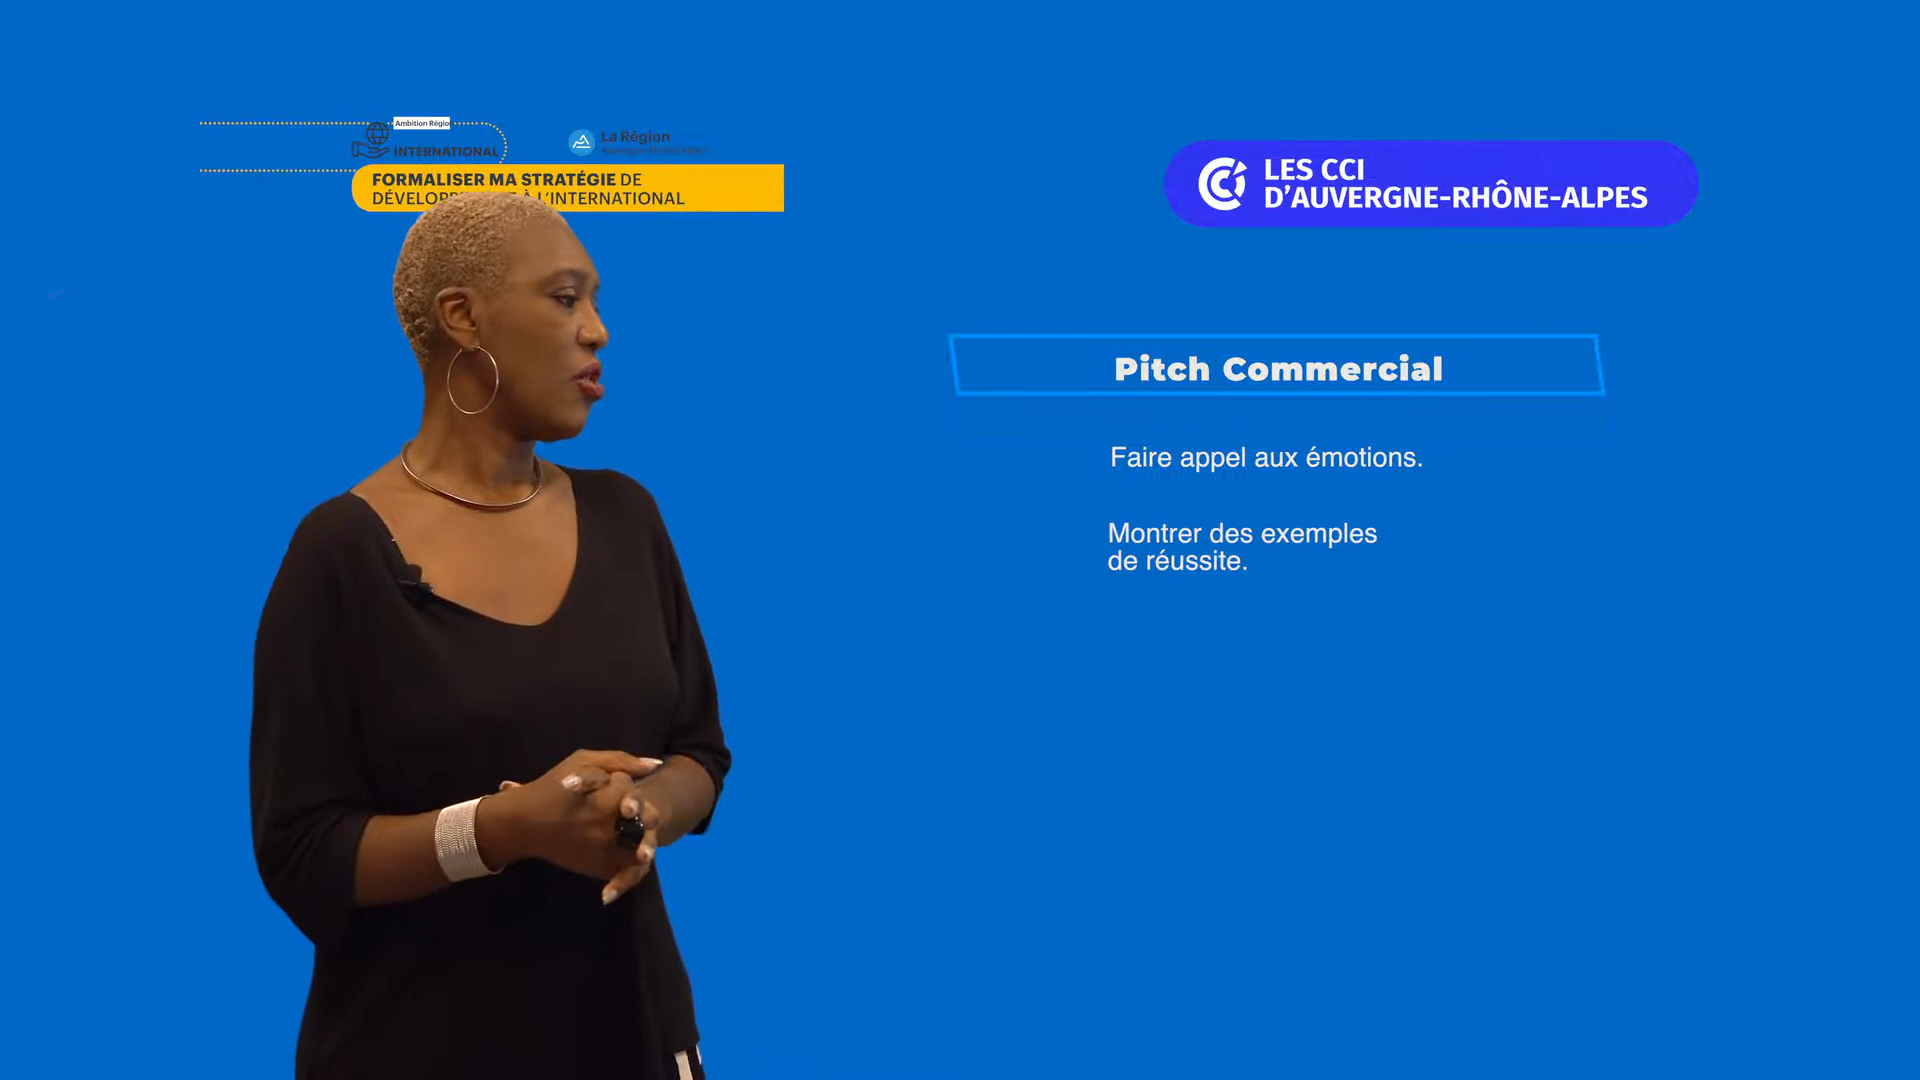 Ambition Région
INTERNATIONAL
La Région
FORMALISER MA STRATÉGIE DE
À L'INTERNATIONAL
LES CCI
D'AUVERGNE-RHÔNE-ALPES
Pitch Commercial
Faire appel aux émotions.
Montrer des exemples
de réussite.